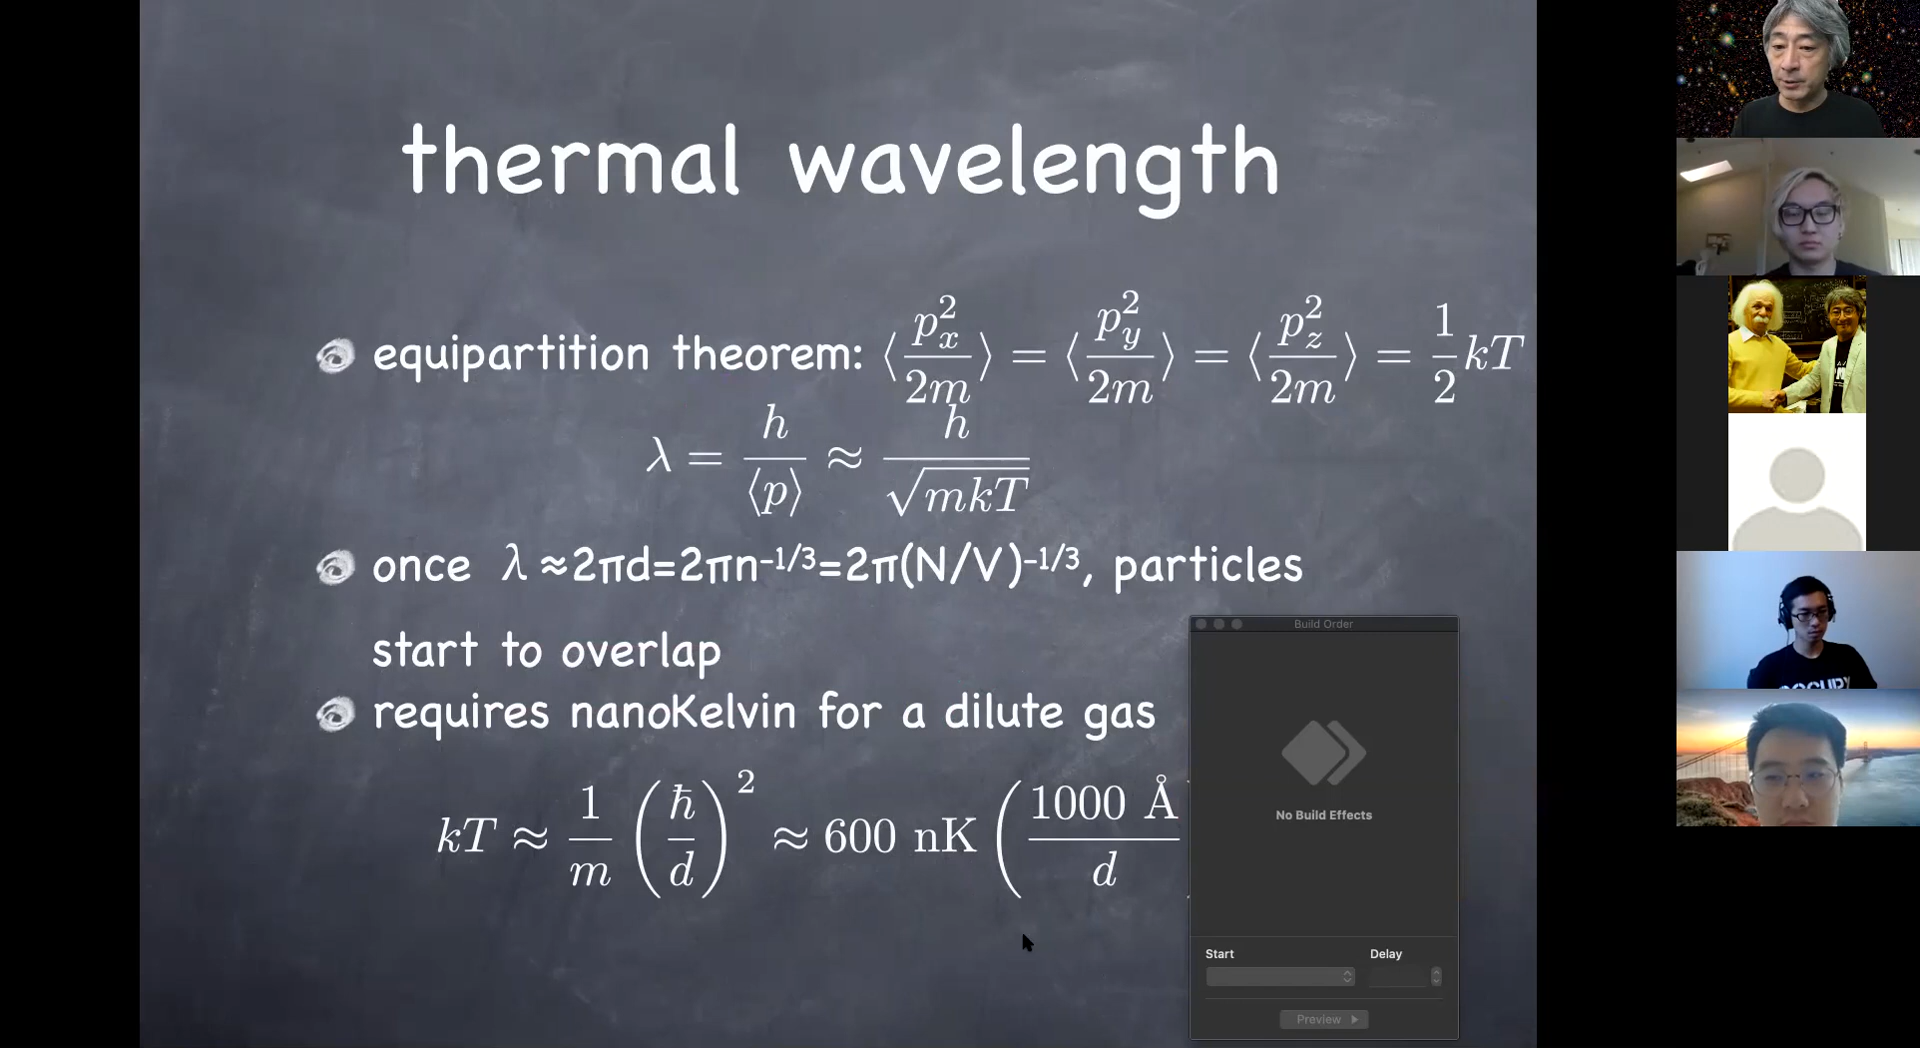 thermal wavelength
equipartition theorem: ⟨p_x^2/2m⟩ = ⟨p_y^2/2m⟩ = ⟨p_z^2/2m⟩ = 1/2 kT
λ = h/⟨p⟩ ≈ h/√mkT
once λ≈2πd=2πn^-1/3=2π(N/V)^-1/3, particles
start to overlap
requires nanoKelvin for a dilute gas
kT ≈ 1/m (ħ/d)^2 ≈ 600 nK (1000 Å/d
Build Order
No Build Effects
Start Delay
Preview
OCCUPY